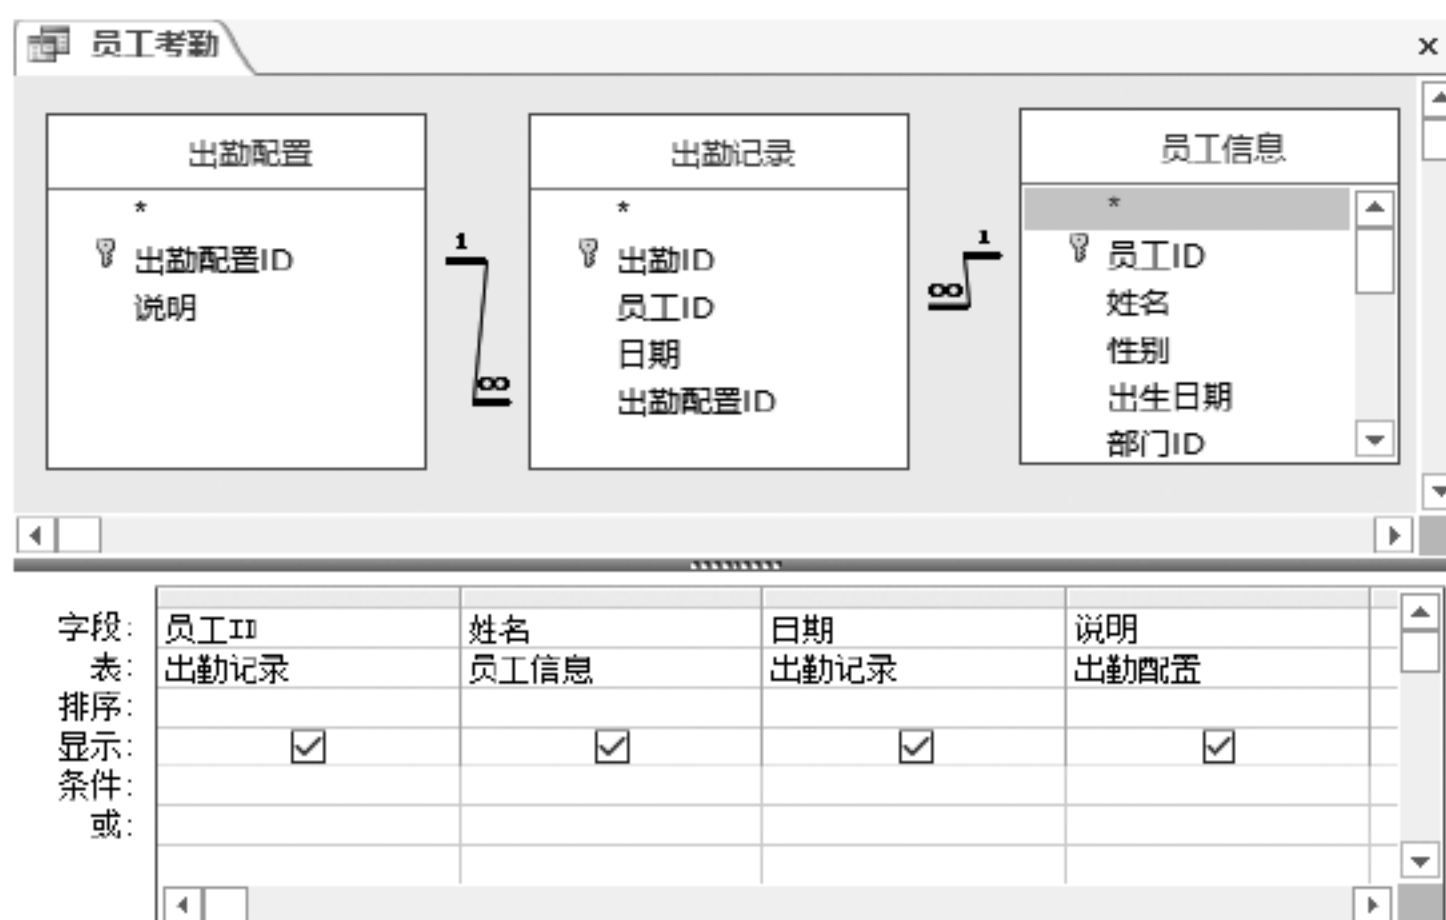 员工考勤
出勤配置
*
出勤配置ID
说明
1
∞
出勤记录
*
出勤ID
员工ID
日期
出勤配置ID
1
∞
员工信息
*
员工ID
姓名
性别
出生日期
部门ID
字段: 员工ID 姓名 日期 说明
表: 出勤记录 员工信息 出勤记录 出勤配置
排序:
显示:
条件:
或: